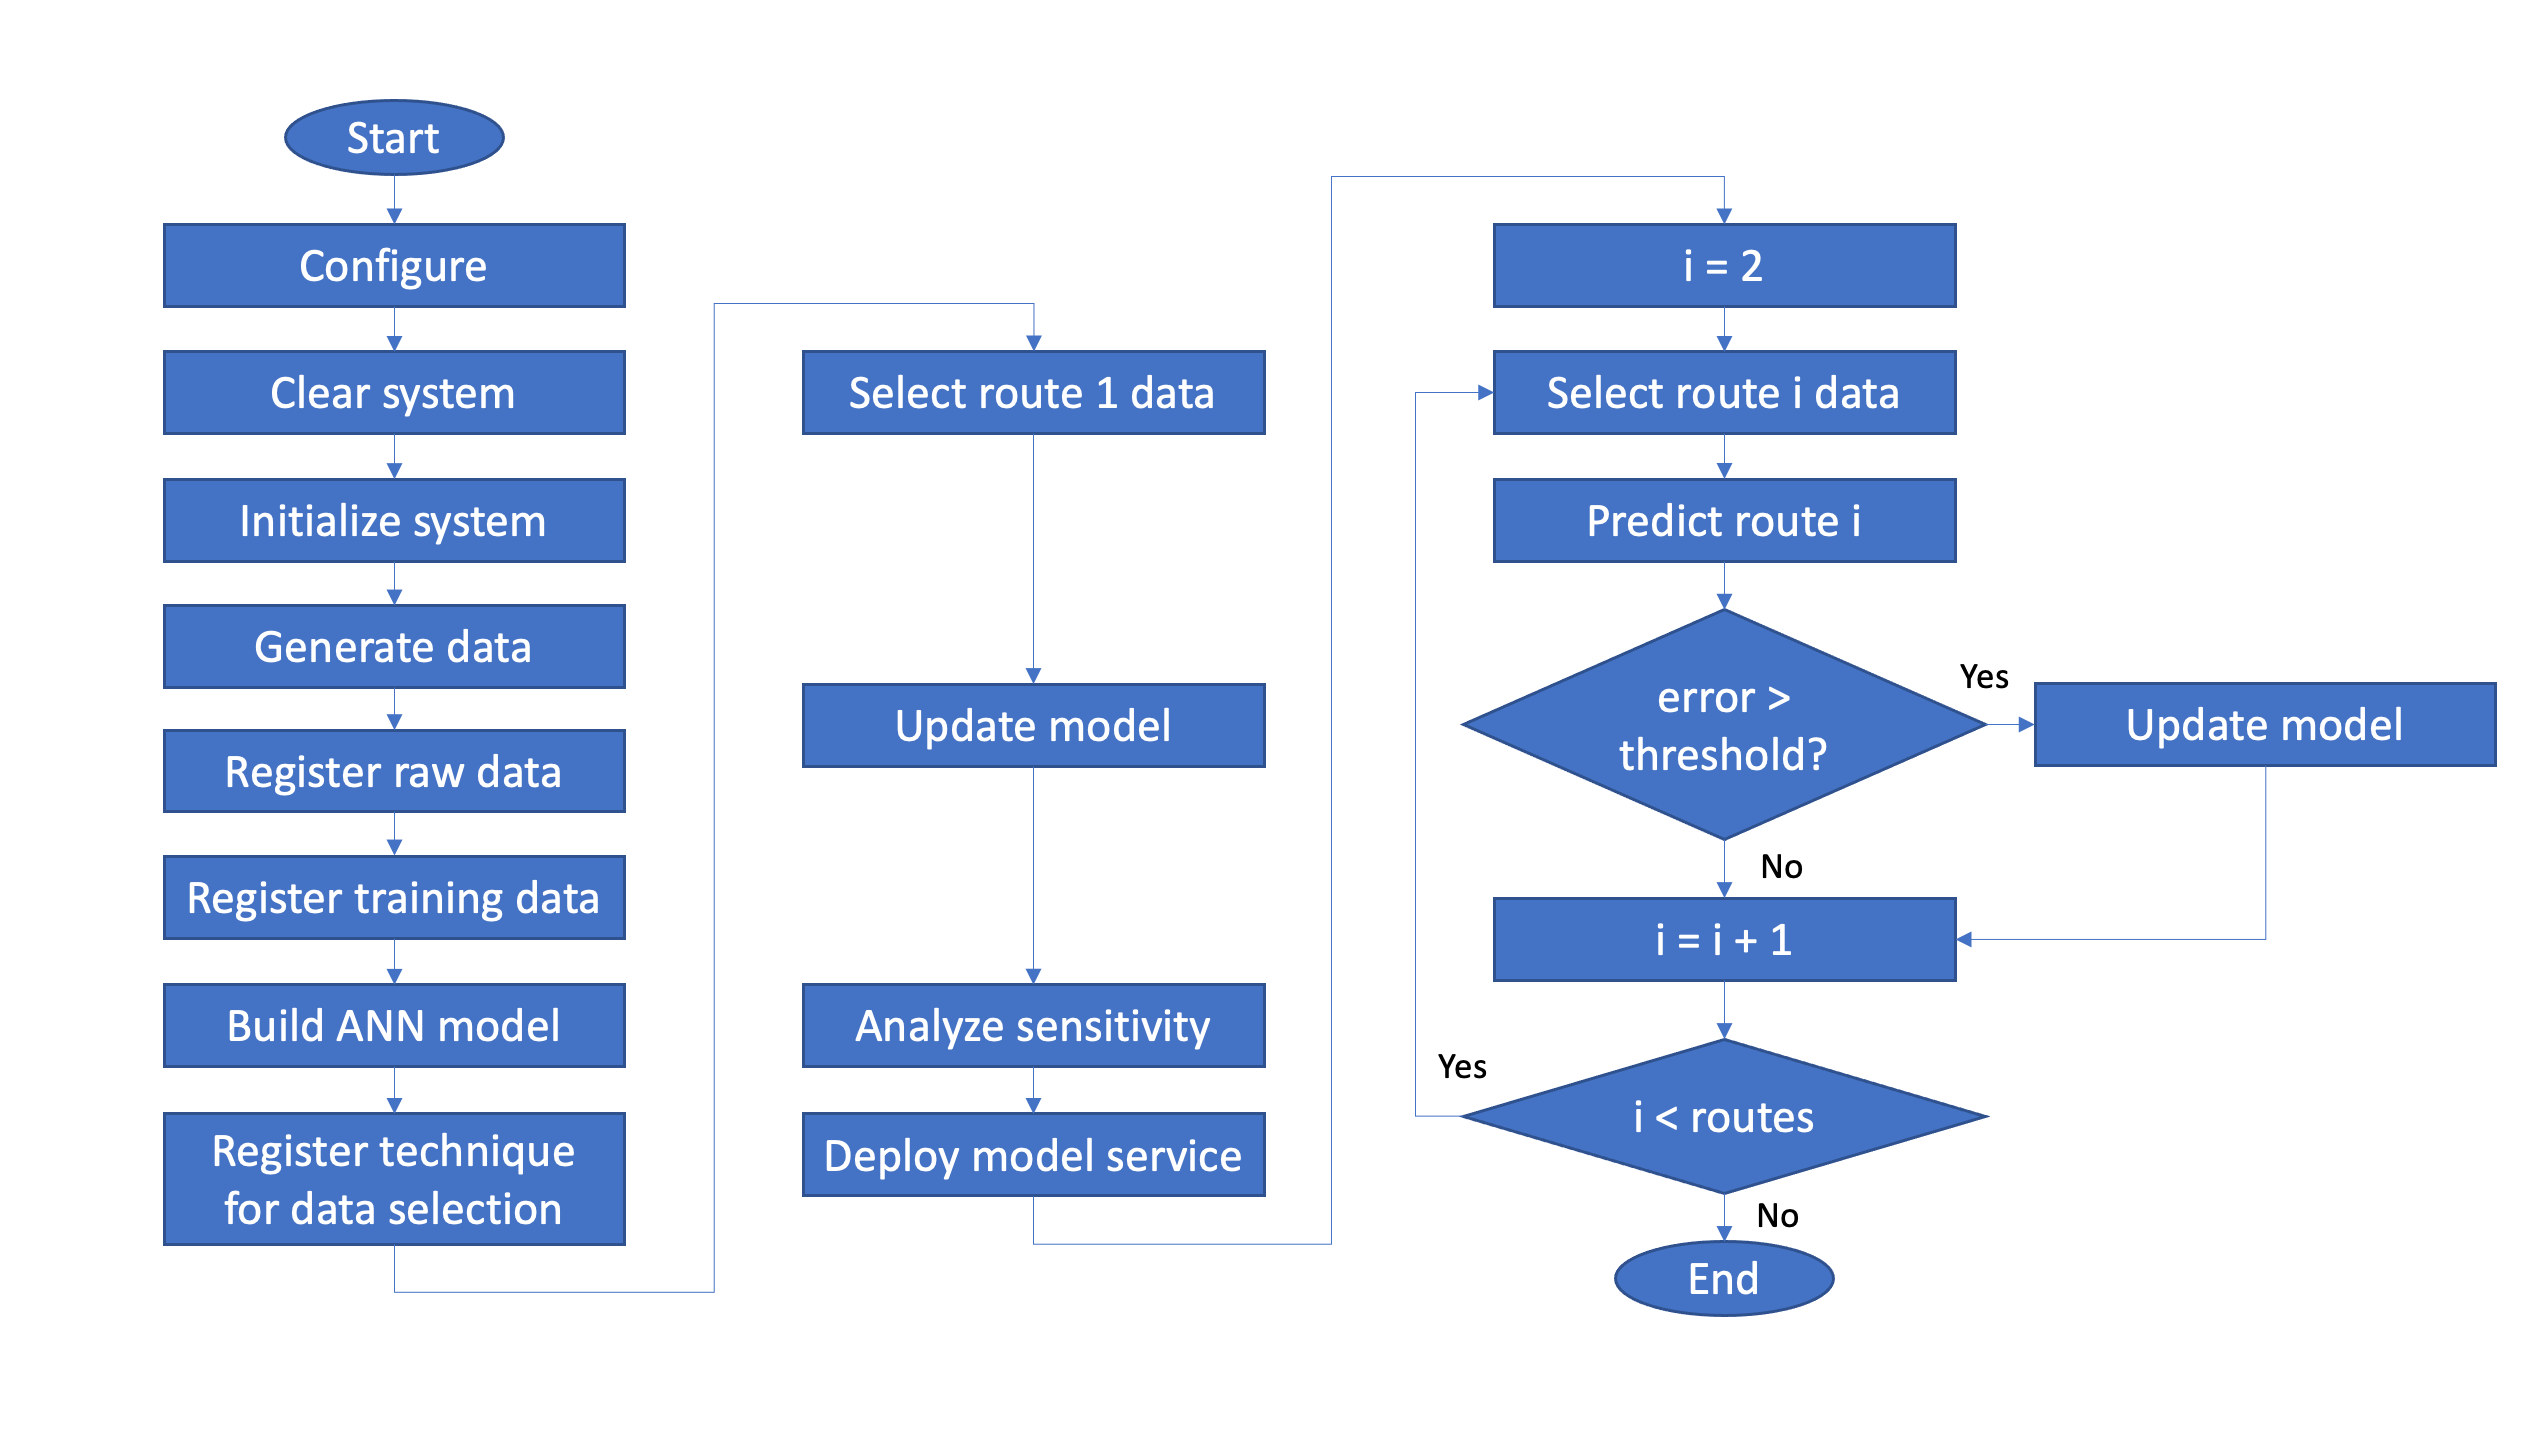 Start
Configure
Clear system
Initialize system
Generate data
Register raw data
Register training data
Build ANN model
Register technique
for data selection
Select route 1 data
Update model
Analyze sensitivity
Deploy model service
i = 2
Select route i data
Predict route i
error >
threshold?
Yes
Update model
No
i = i + 1
Yes
i < routes
No
End